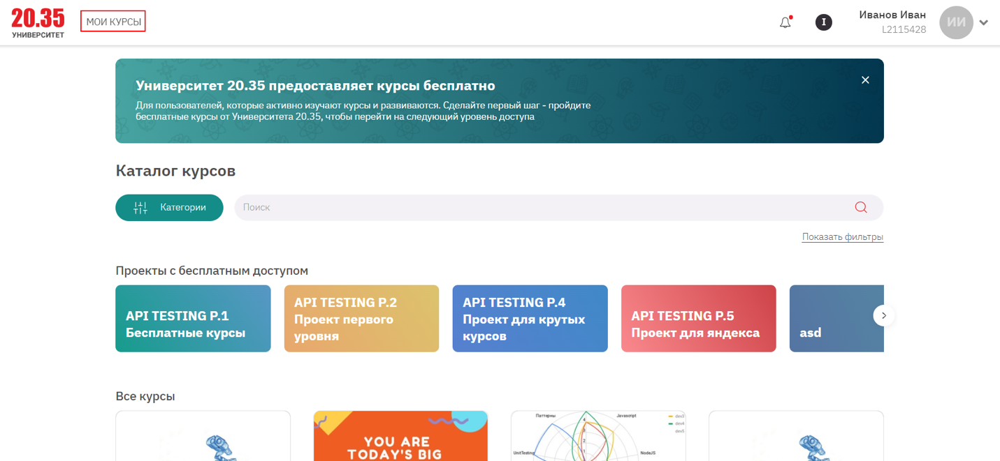 20.35
УНИВЕРСИТЕТ
МОИ КУРСЫ
I
Иванов Иван
L2115428
ИИ
Университет 20.35 предоставляет курсы бесплатно
Для пользователей, которые активно изучают курсы и развиваются. Сделайте первый шаг - пройдите
бесплатные курсы от Университета 20.35, чтобы перейти на следующий уровень доступа
Каталог курсов
Категории
Поиск
Показать фильтры
Проекты с бесплатным доступом
API TESTING P.1
Бесплатные курсы
API TESTING P.2
Проект первого
уровня
API TESTING P.4
Проект для крутых
курсов
API TESTING P.5
Проект для яндекса
asd
Все курсы
YOU ARE
TODAY'S BIG
Паттерны
Javascript
UnitTesting
NodeJS
4
3
2
1
dev3
dev4
dev5